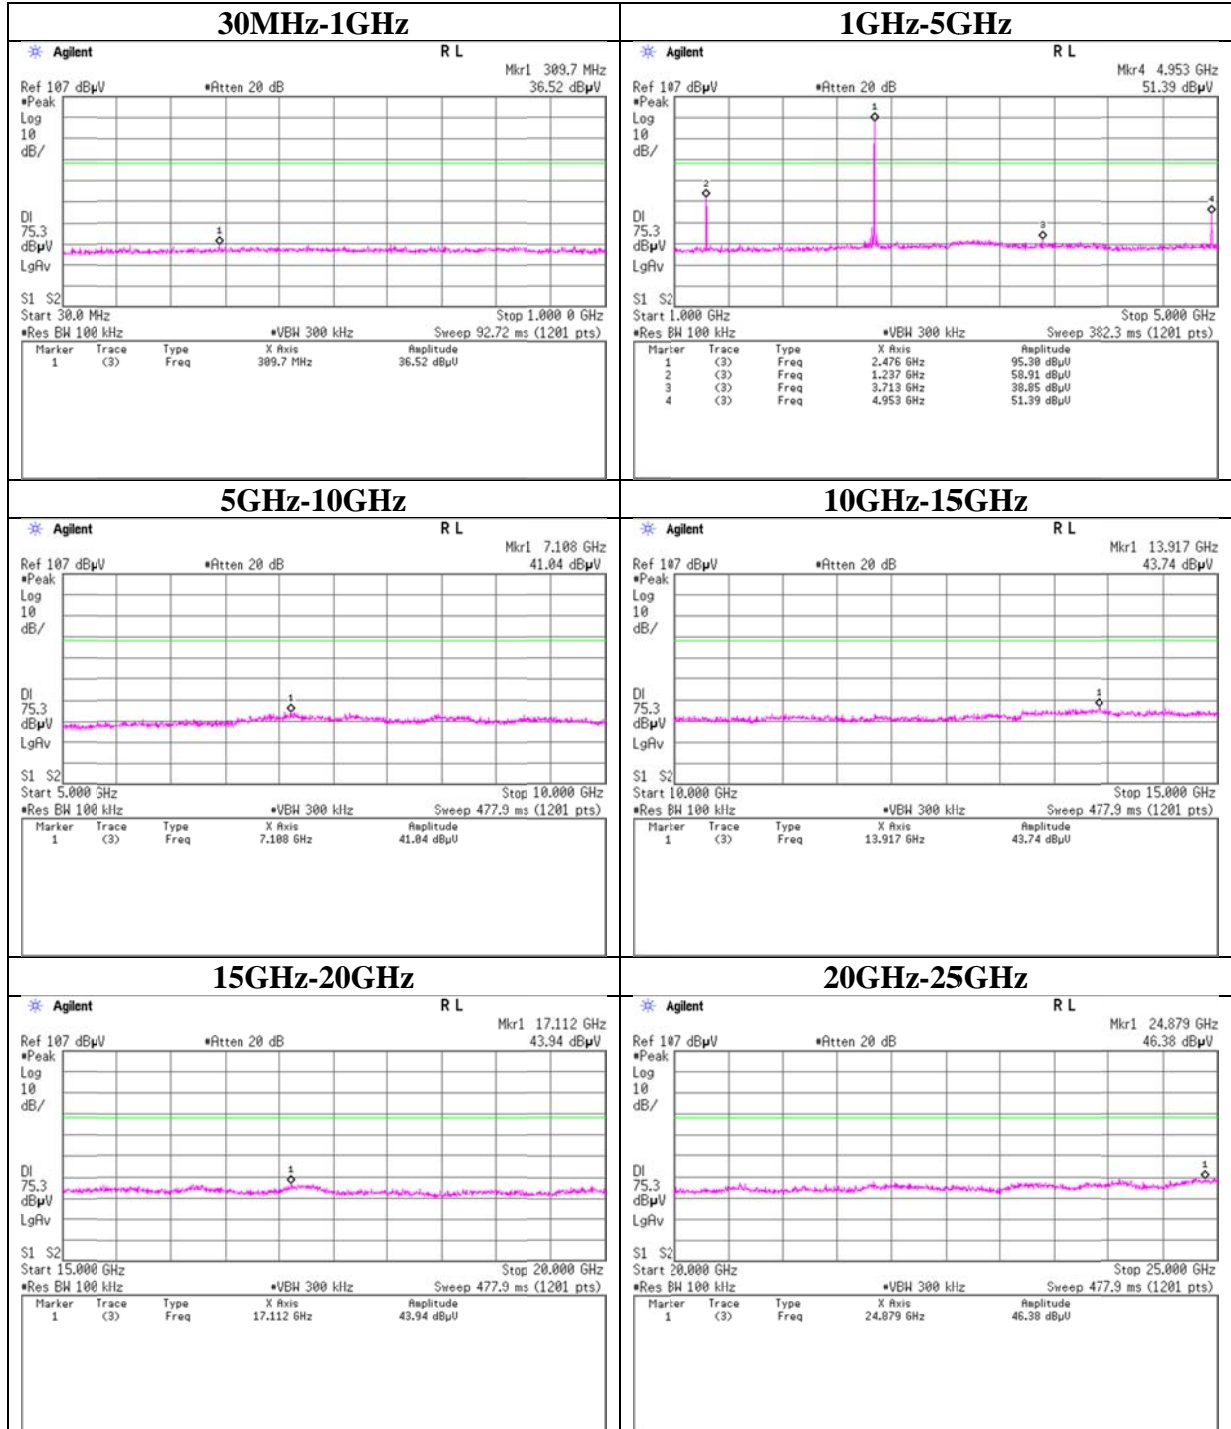 30MHz-1GHz
Agilent R L
Mkr1 309.7 MHz
Ref 107 dBµV *Atten 20 dB 36.52 dBµV
*Peak
Log
10
dB/
1
DI
75.3
dBµV
LgAv
S1 S2
Start 30.0 MHz Stop 1.000 0 GHz
*Res BW 100 kHz *VBW 300 kHz Sweep 92.72 ms (1201 pts)
Marker Trace Type X Axis Amplitude
1 (3) Freq 309.7 MHz 36.52 dBµV
1GHz-5GHz
Agilent R L
Mkr4 4.953 GHz
Ref 107 dBµV *Atten 20 dB 51.39 dBµV
*Peak
Log
10
dB/
1
2
3
4
DI
75.3
dBµV
LgAv
S1 S2
Start 1.000 GHz Stop 5.000 GHz
*Res BW 100 kHz *VBW 300 kHz Sweep 382.3 ms (1201 pts)
Marker Trace Type X Axis Amplitude
1 (3) Freq 2.476 GHz 95.30 dBµV
2 (3) Freq 1.237 GHz 58.91 dBµV
3 (3) Freq 3.713 GHz 38.85 dBµV
4 (3) Freq 4.953 GHz 51.39 dBµV
5GHz-10GHz
Agilent R L
Mkr1 7.108 GHz
Ref 107 dBµV *Atten 20 dB 41.04 dBµV
*Peak
Log
10
dB/
1
DI
75.3
dBµV
LgAv
S1 S2
Start 5.000 GHz Stop 10.000 GHz
*Res BW 100 kHz *VBW 300 kHz Sweep 477.9 ms (1201 pts)
Marker Trace Type X Axis Amplitude
1 (3) Freq 7.108 GHz 41.04 dBµV
10GHz-15GHz
Agilent R L
Mkr1 13.917 GHz
Ref 107 dBµV *Atten 20 dB 43.74 dBµV
*Peak
Log
10
dB/
1
DI
75.3
dBµV
LgAv
S1 S2
Start 10.000 GHz Stop 15.000 GHz
*Res BW 100 kHz *VBW 300 kHz Sweep 477.9 ms (1201 pts)
Marker Trace Type X Axis Amplitude
1 (3) Freq 13.917 GHz 43.74 dBµV
15GHz-20GHz
Agilent R L
Mkr1 17.112 GHz
Ref 107 dBµV *Atten 20 dB 43.94 dBµV
*Peak
Log
10
dB/
1
DI
75.3
dBµV
LgAv
S1 S2
Start 15.000 GHz Stop 20.000 GHz
*Res BW 100 kHz *VBW 300 kHz Sweep 477.9 ms (1201 pts)
Marker Trace Type X Axis Amplitude
1 (3) Freq 17.112 GHz 43.94 dBµV
20GHz-25GHz
Agilent R L
Mkr1 24.879 GHz
Ref 107 dBµV *Atten 20 dB 46.38 dBµV
*Peak
Log
10
dB/
1
DI
75.3
dBµV
LgAv
S1 S2
Start 20.000 GHz Stop 25.000 GHz
*Res BW 100 kHz *VBW 300 kHz Sweep 477.9 ms (1201 pts)
Marker Trace Type X Axis Amplitude
1 (3) Freq 24.879 GHz 46.38 dBµV